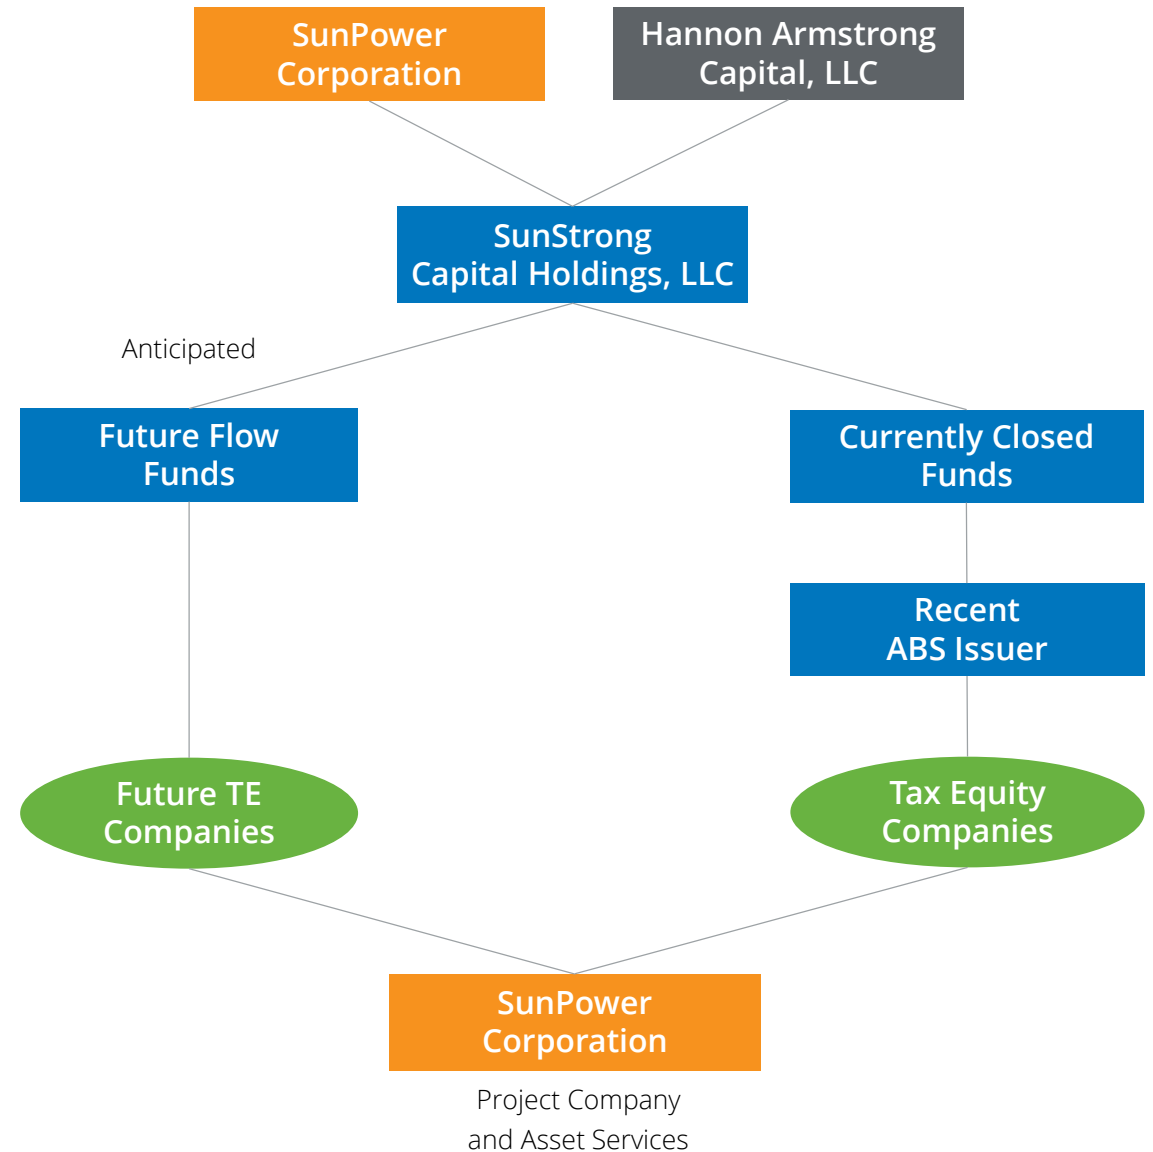 SunPower
Corporation
Hannon Armstrong
Capital, LLC
SunStrong
Capital Holdings, LLC
Anticipated
Future Flow
Funds
Currently Closed
Funds
Recent
ABS Issuer
Future TE
Companies
Tax Equity
Companies
SunPower
Corporation
Project Company
and Asset Services